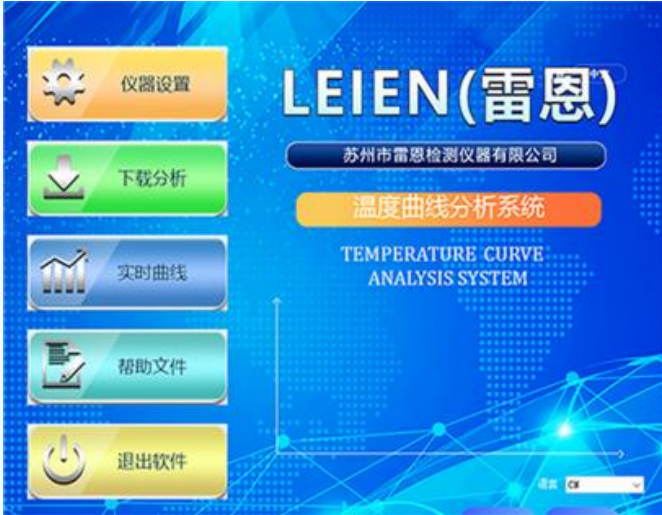 仪器设置
下载分析
实时曲线
帮助文件
退出软件
LEIEN(雷恩)
苏州市雷恩检测仪器有限公司
温度曲线分析系统
TEMPERATURE CURVE
ANALYSIS SYSTEM
语言 CN